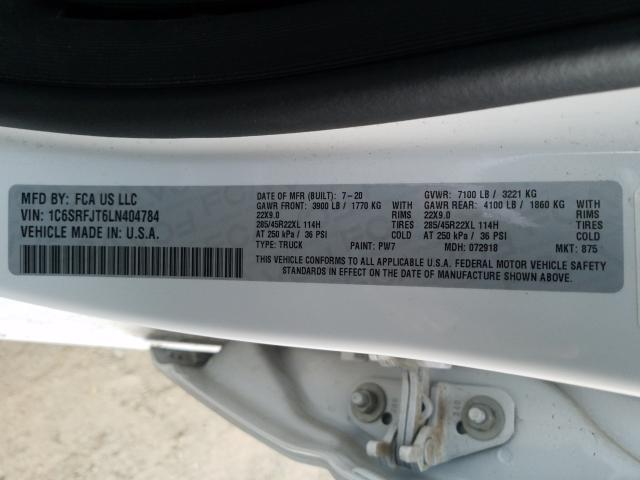 MFD BY: FCA US LLC
VIN: 1C6SRFJT6LN404784
VEHICLE MADE IN: U.S.A.
DATE OF MFR (BUILT): 7-20 GVWR: 7100 LB / 3221 KG
GAWR FRONT: 3900 LB / 1770 KG WITH GAWR REAR: 4100 LB / 1860 KG WITH
22X9.0 22X9.0
285/45R22XL 114H TIRES 285/45R22XL 114H TIRES
AT 250 kPa / 36 PSI COLD AT 250 kPa / 36 PSI COLD
TYPE: TRUCK PAINT: PW7 MDH: 072918 MKT: 875
THIS VEHICLE CONFORMS TO ALL APPLICABLE U.S.A. FEDERAL MOTOR VEHICLE SAFETY
STANDARDS IN EFFECT ON THE DATE OF MANUFACTURE SHOWN ABOVE.